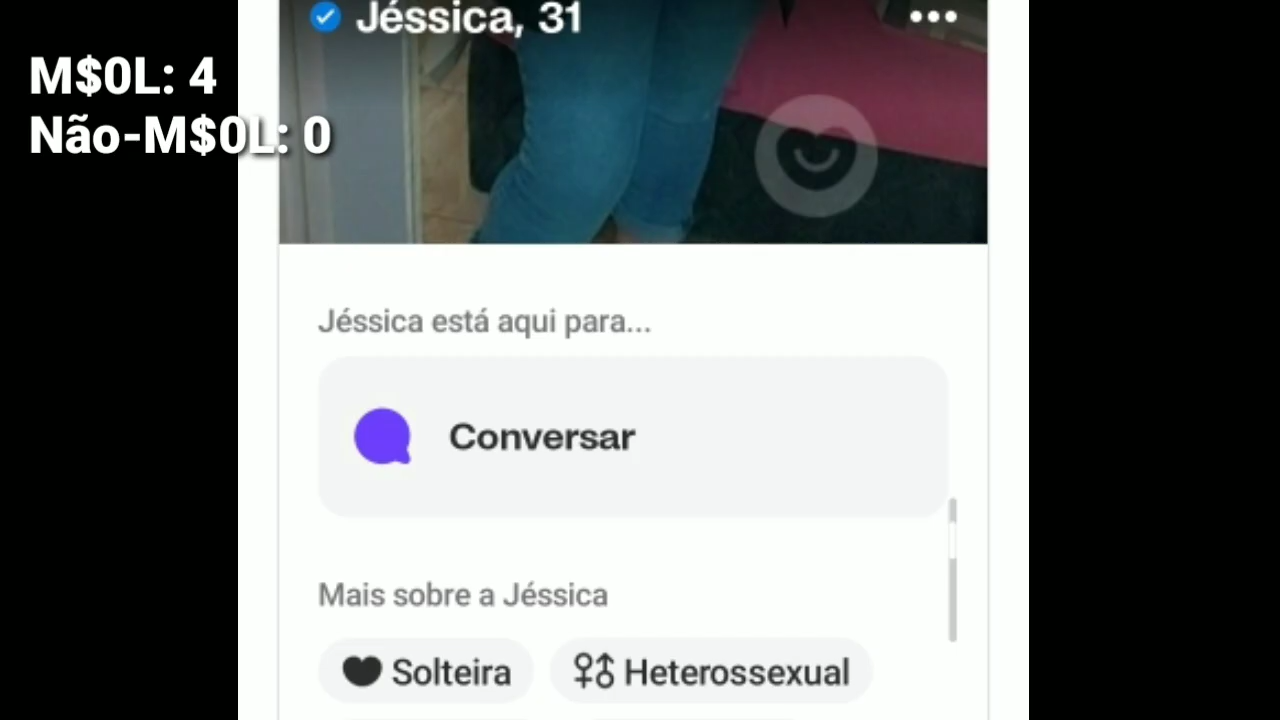 Jéssica, 31
M$0L: 4
Não-M$0L: 0
Jéssica está aqui para...
Conversar
Mais sobre a Jéssica
Solteira
Heterossexual